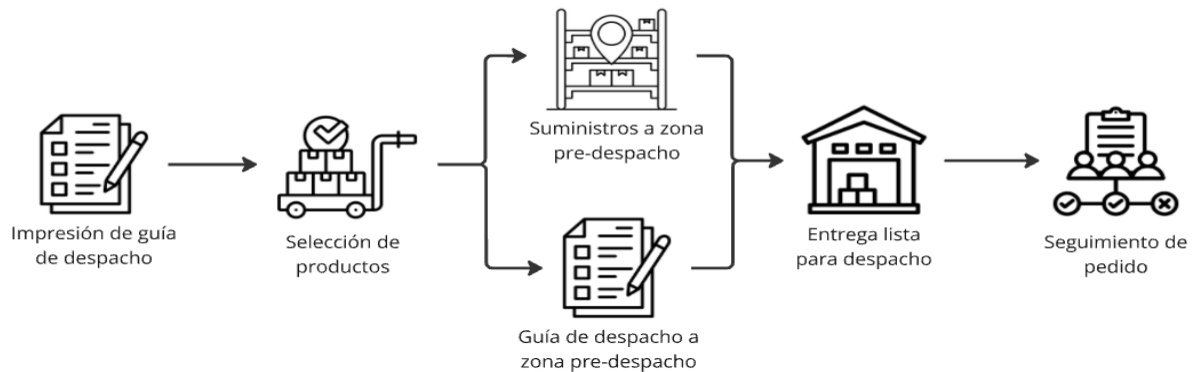 Impresión de guía
de despacho
Selección de
productos
Suministros a zona
pre-despacho
Guía de despacho a
zona pre-despacho
Entrega lista
para despacho
Seguimiento de
pedido